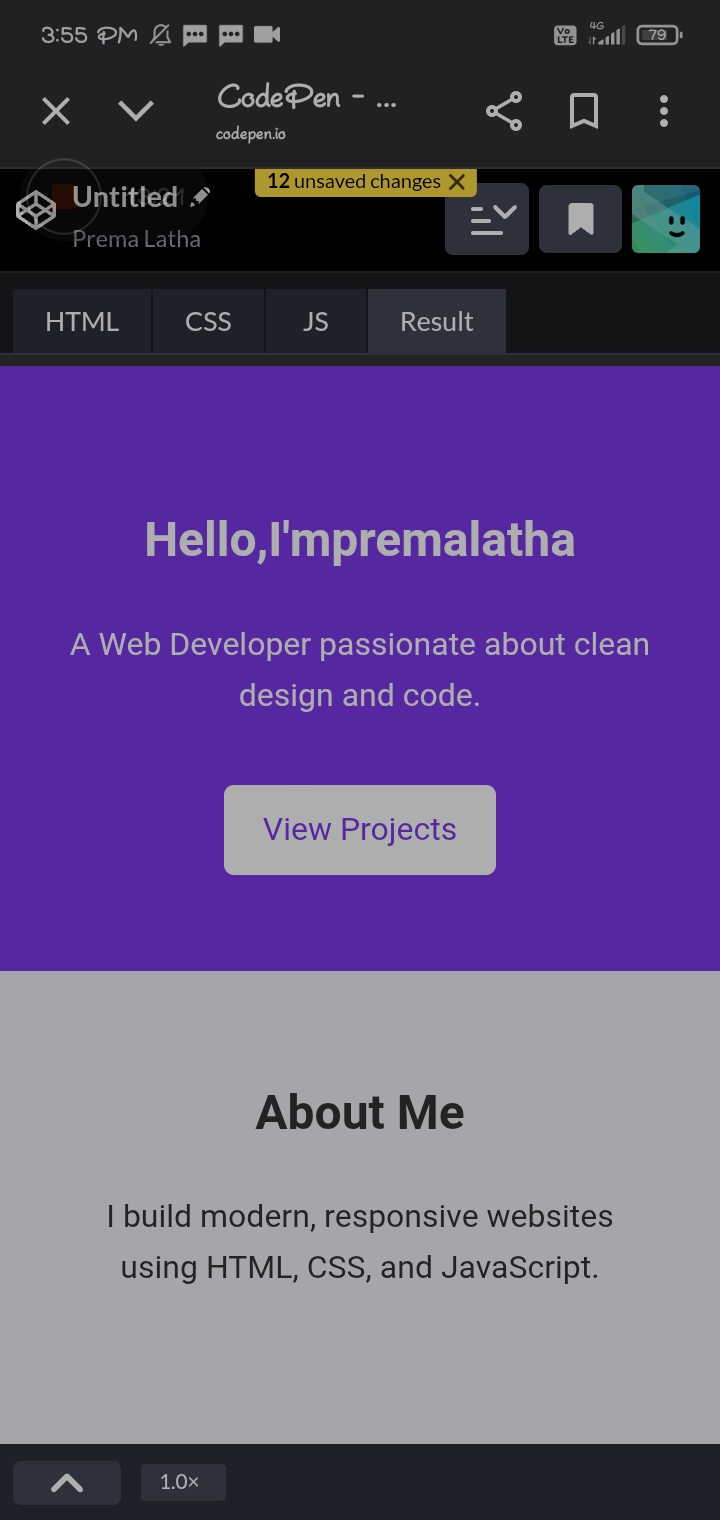 3:55 PM
Vo LTE 4G 79
CodePen - ...
codepen.io
12 unsaved changes
Untitled
Prema Latha
HTML CSS JS Result
Hello,I'mpremalatha
A Web Developer passionate about clean
design and code.
View Projects
About Me
I build modern, responsive websites
using HTML, CSS, and JavaScript.
1.0×